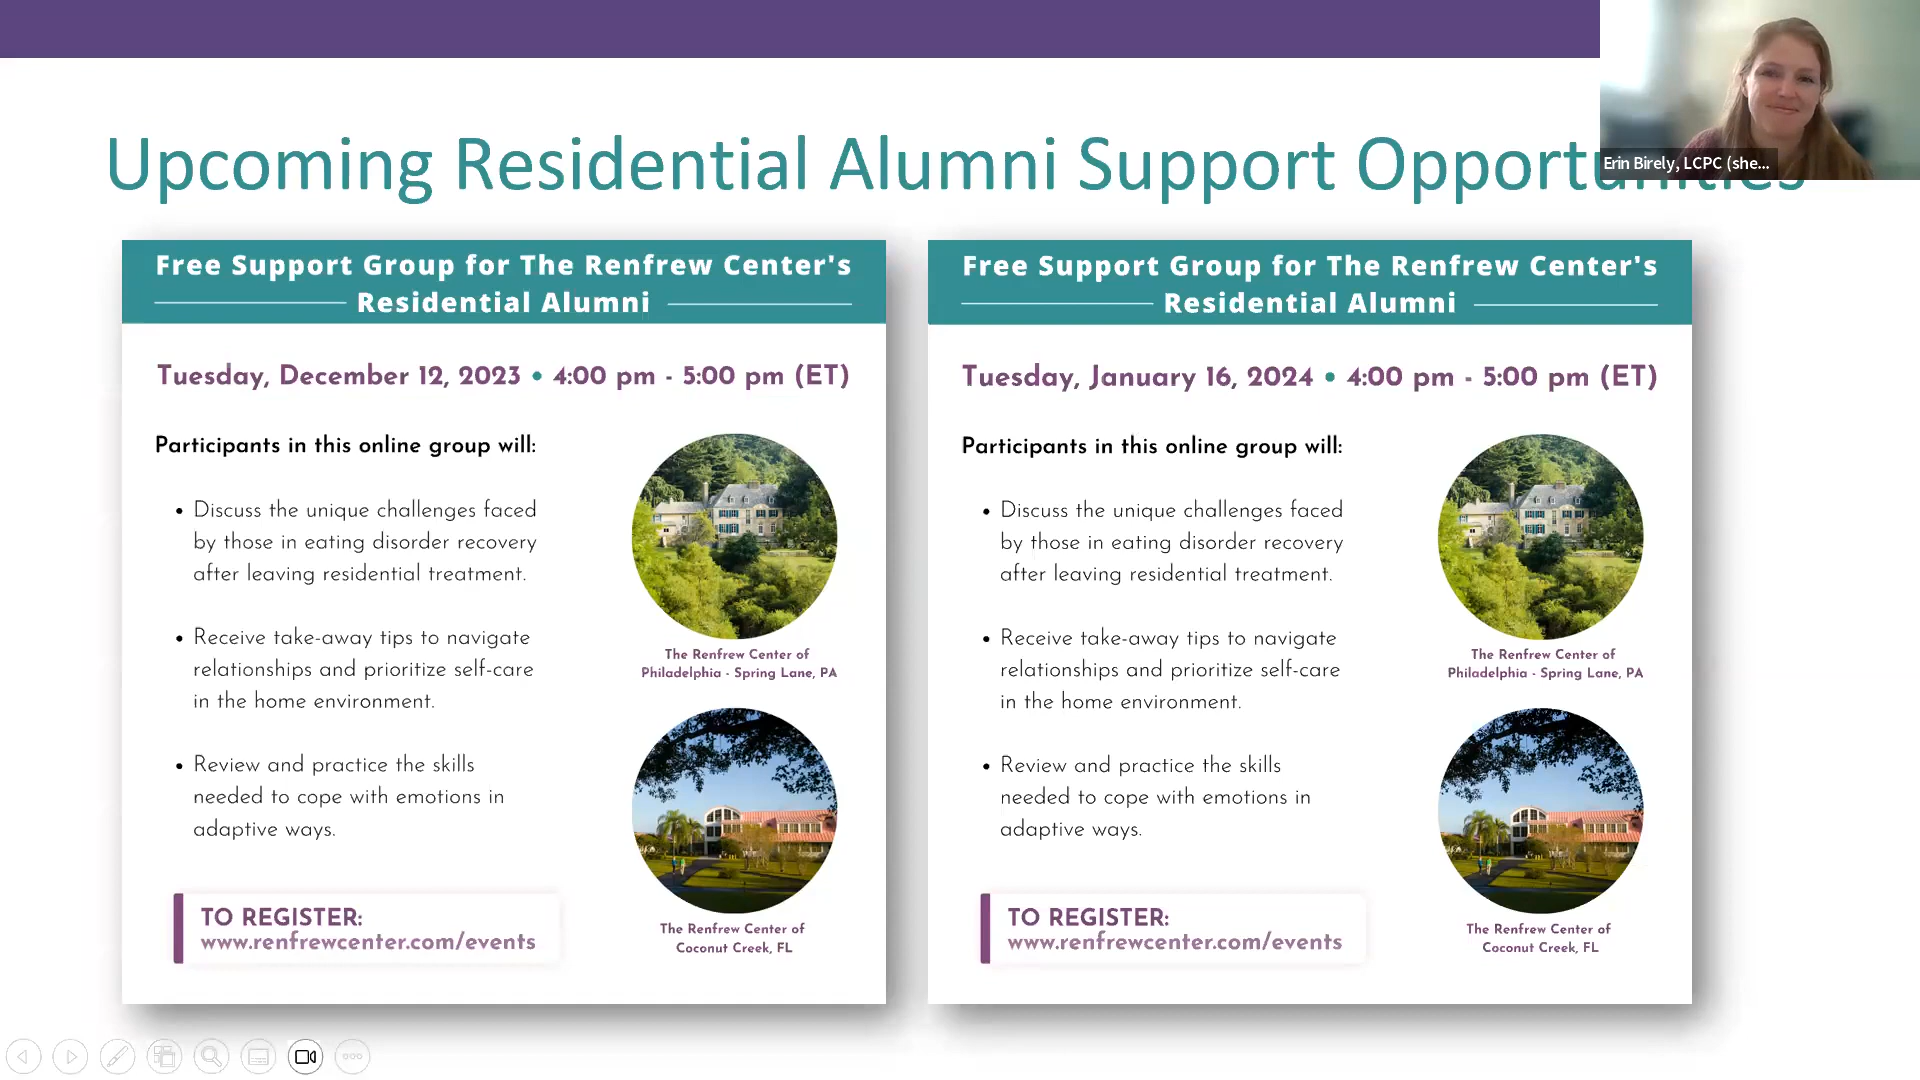 Upcoming Residential Alumni Support Opportunities
Erin Birely, LCPC (she...
Free Support Group for The Renfrew Center's
Residential Alumni
Tuesday, December 12, 2023 • 4:00 pm - 5:00 pm (ET)
Participants in this online group will:
• Discuss the unique challenges faced
by those in eating disorder recovery
after leaving residential treatment.
• Receive take-away tips to navigate
relationships and prioritize self-care
in the home environment.
• Review and practice the skills
needed to cope with emotions in
adaptive ways.
TO REGISTER:
www.renfrewcenter.com/events
The Renfrew Center of
Philadelphia - Spring Lane, PA
The Renfrew Center of
Coconut Creek, FL
Free Support Group for The Renfrew Center's
Residential Alumni
Tuesday, January 16, 2024 • 4:00 pm - 5:00 pm (ET)
Participants in this online group will:
• Discuss the unique challenges faced
by those in eating disorder recovery
after leaving residential treatment.
• Receive take-away tips to navigate
relationships and prioritize self-care
in the home environment.
• Review and practice the skills
needed to cope with emotions in
adaptive ways.
TO REGISTER:
www.renfrewcenter.com/events
The Renfrew Center of
Philadelphia - Spring Lane, PA
The Renfrew Center of
Coconut Creek, FL